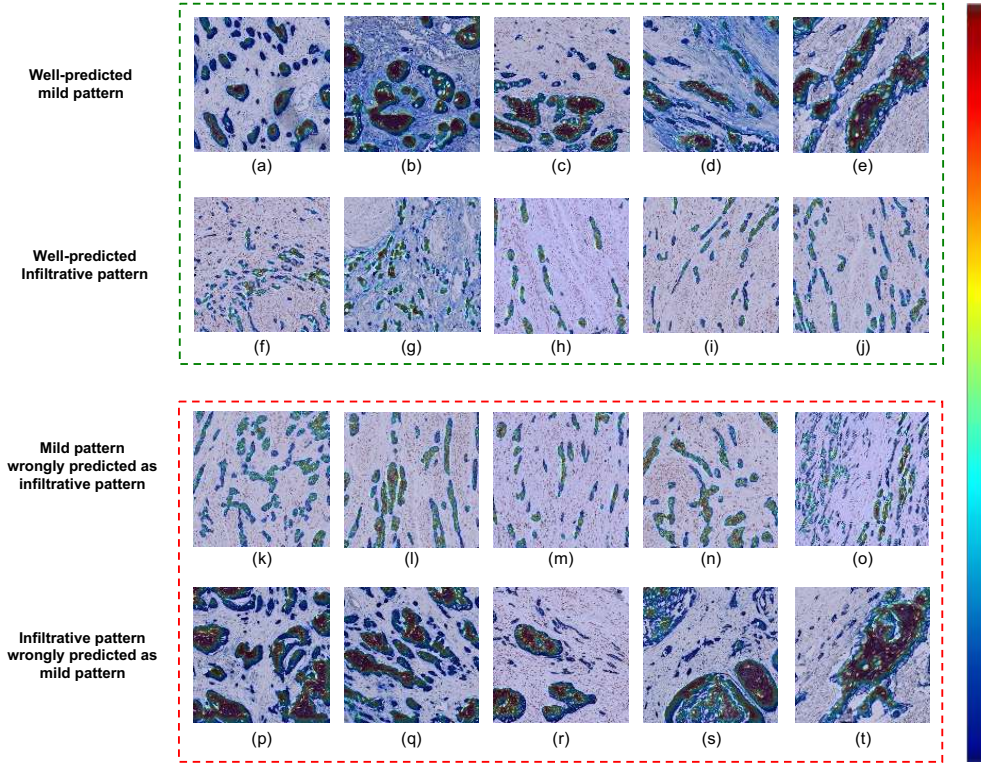 Well-predicted
mild pattern
(a) (b) (c) (d) (e)
Well-predicted
Infiltrative pattern
(f) (g) (h) (i) (j)
Mild pattern
wrongly predicted as
infiltrative pattern
(k) (l) (m) (n) (o)
Infiltrative pattern
wrongly predicted as
mild pattern
(p) (q) (r) (s) (t)